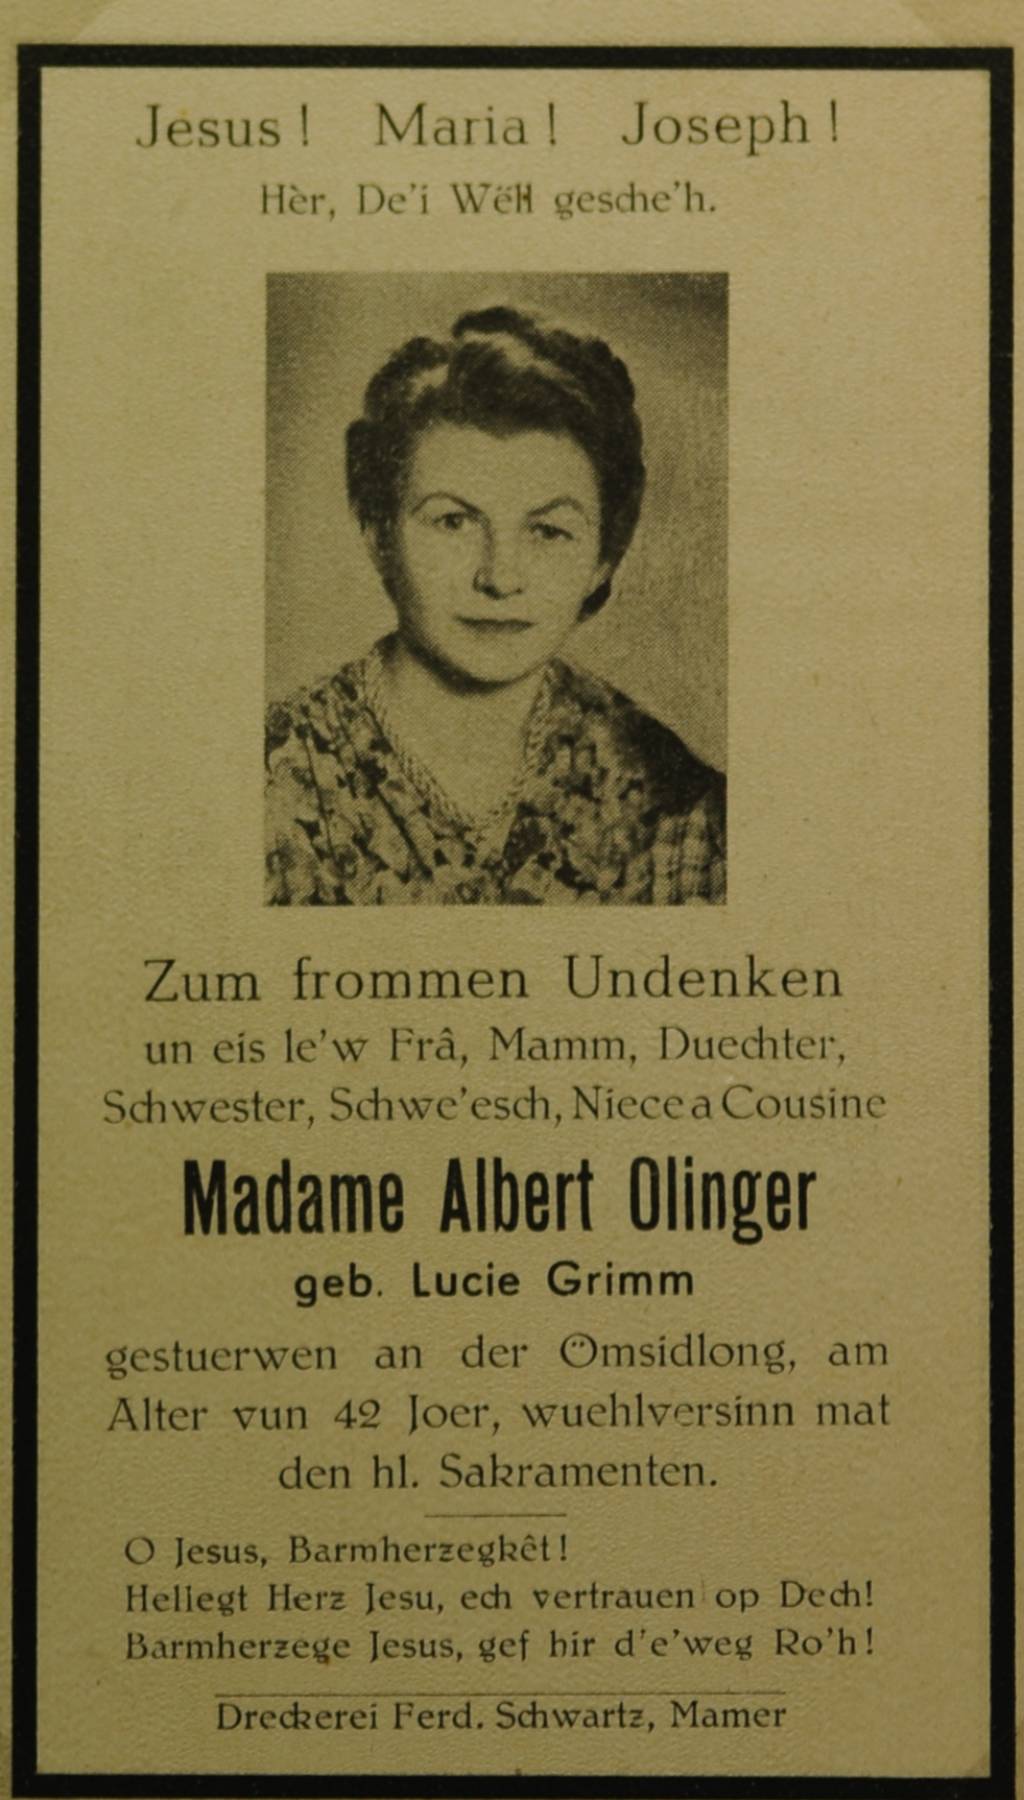 Jesus ! Maria ! Joseph !
Hèr, De'i Wëll gesche'h.
Zum frommen Undenken
un eis le'w Frâ, Mamm, Duechter,
Schwester, Schwe'esch, Niece a Cousine
Madame Albert Olinger
geb. Lucie Grimm
gestuerwen an der Ömsidlong, am
Alter vun 42 Joer, wuehlversinn mat
den hl. Sakramenten.
O Jesus, Barmherzegkêt !
Hellegt Herz Jesu, ech vertrauen op Dech!
Barmherzege Jesus, gef hir d'e'weg Ro'h !
Dreckerei Ferd. Schwartz, Mamer